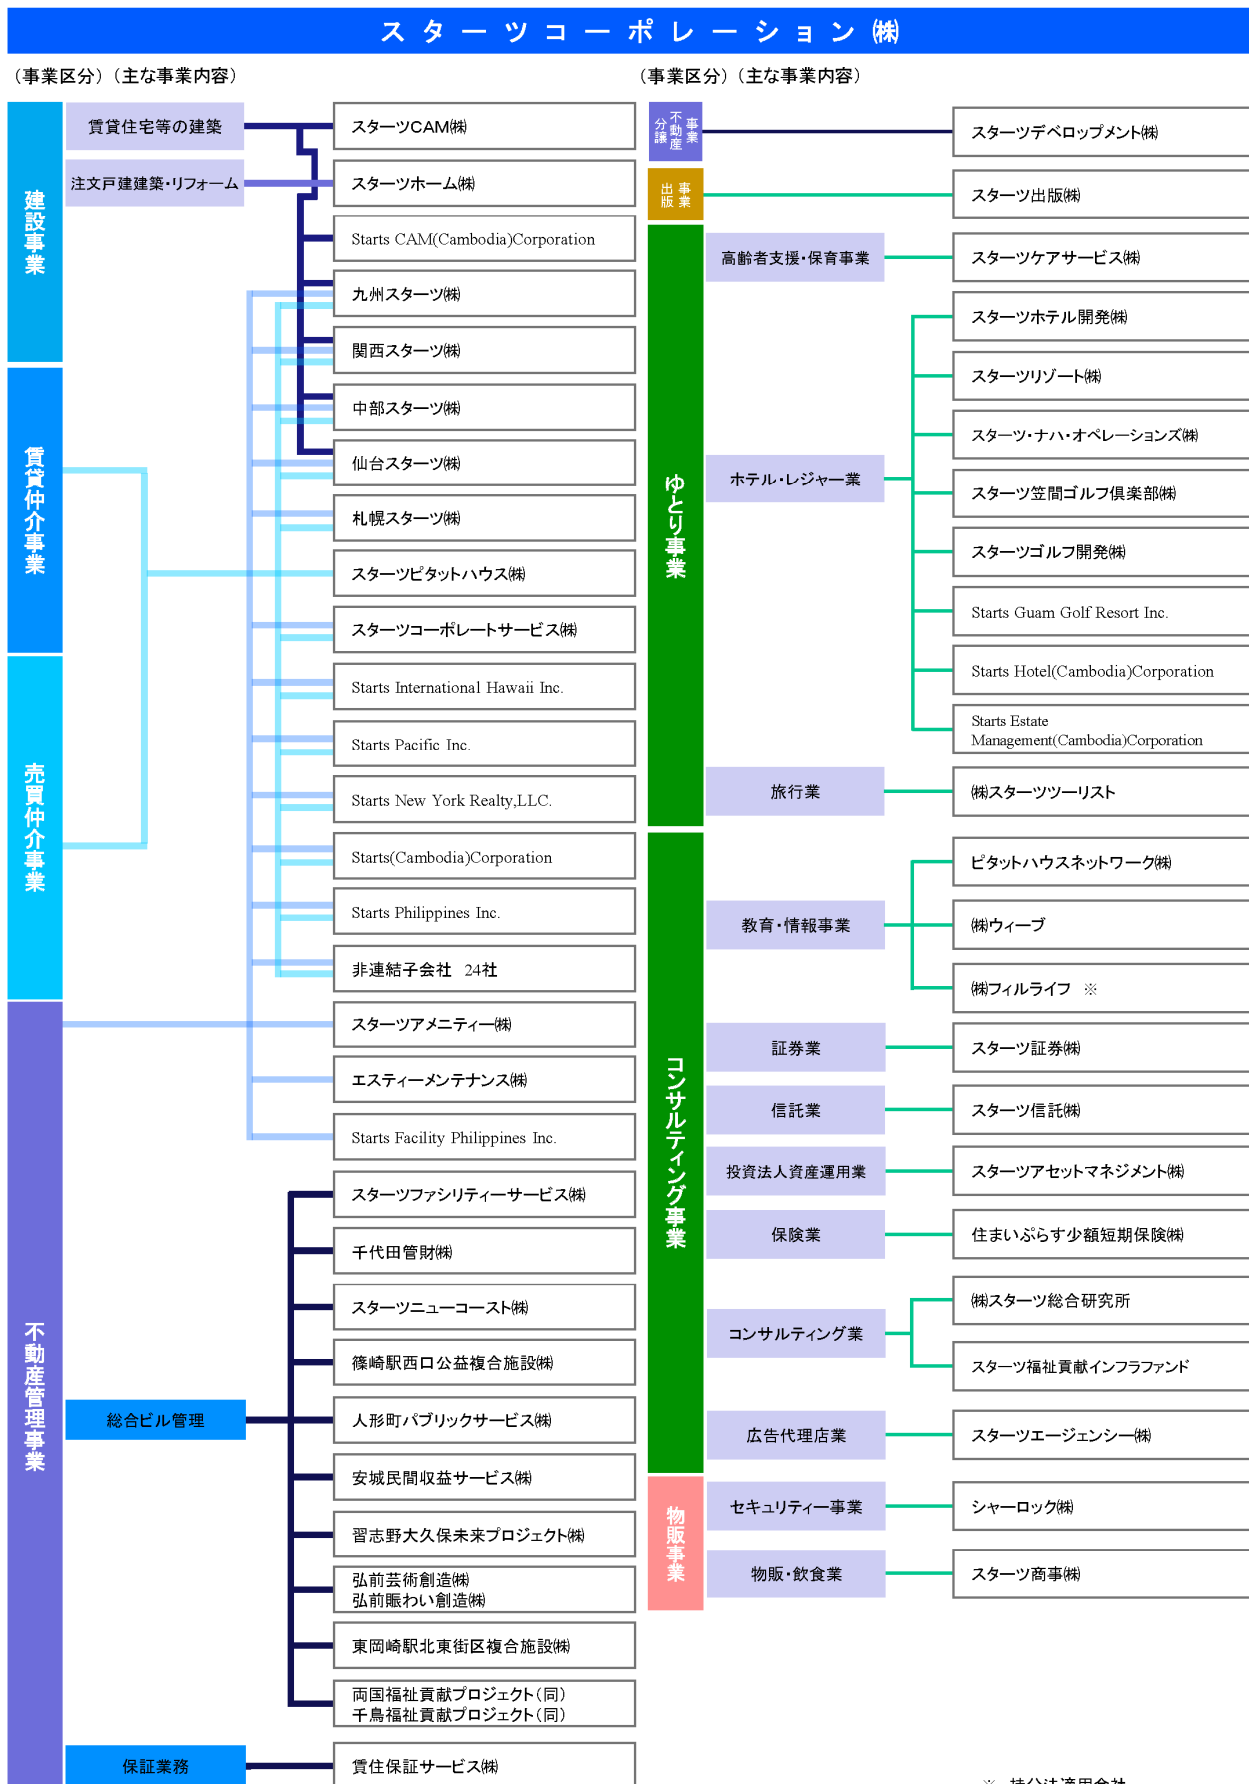 スターツコーポレーション㈱
（事業区分）（主な事業内容）
建設事業
賃貸住宅等の建築
スターツCAM㈱
注文戸建建築・リフォーム
スターツホーム㈱
Starts CAM(Cambodia)Corporation
九州スターツ㈱
関西スターツ㈱
賃貸仲介事業
中部スターツ㈱
仙台スターツ㈱
札幌スターツ㈱
スターツピタットハウス㈱
スターツコーポレートサービス㈱
売買仲介事業
Starts International Hawaii Inc.
Starts Pacific Inc.
Starts New York Realty,LLC.
Starts(Cambodia)Corporation
Starts Philippines Inc.
非連結子会社　24社
不動産管理事業
スターツアメニティー㈱
エスティーメンテナンス㈱
Starts Facility Philippines Inc.
スターツファシリティーサービス㈱
千代田管財㈱
スターツニューコースト㈱
篠崎駅西口公益複合施設㈱
総合ビル管理
人形町パブリックサービス㈱
安城民間収益サービス㈱
習志野大久保未来プロジェクト㈱
弘前芸術創造㈱
弘前賑わい創造㈱
東岡崎駅北東街区複合施設㈱
両国福祉貢献プロジェクト（同）
千鳥福祉貢献プロジェクト（同）
保証業務
賃住保証サービス㈱
（事業区分）（主な事業内容）
不動産分譲事業
スターツデベロップメント㈱
出版事業
スターツ出版㈱
ゆとり事業
高齢者支援・保育事業
スターツケアサービス㈱
スターツホテル開発㈱
スターツリゾート㈱
スターツ・ナハ・オペレーションズ㈱
ホテル・レジャー業
スターツ笠間ゴルフ倶楽部㈱
スターツゴルフ開発㈱
Starts Guam Golf Resort Inc.
Starts Hotel(Cambodia)Corporation
Starts Estate
Management(Cambodia)Corporation
旅行業
㈱スターツツーリスト
コンサルティング事業
ピタットハウスネットワーク㈱
教育・情報事業
㈱ウィーブ
㈱フィルライフ　※
証券業
スターツ証券㈱
信託業
スターツ信託㈱
投資法人資産運用業
スターツアセットマネジメント㈱
保険業
住まいぷらす少額短期保険㈱
㈱スターツ総合研究所
コンサルティング業
スターツ福祉貢献インフラファンド
広告代理店業
スターツエージェンシー㈱
物販事業
セキュリティー事業
シャーロック㈱
物販・飲食業
スターツ商事㈱
※　持分法適用会社